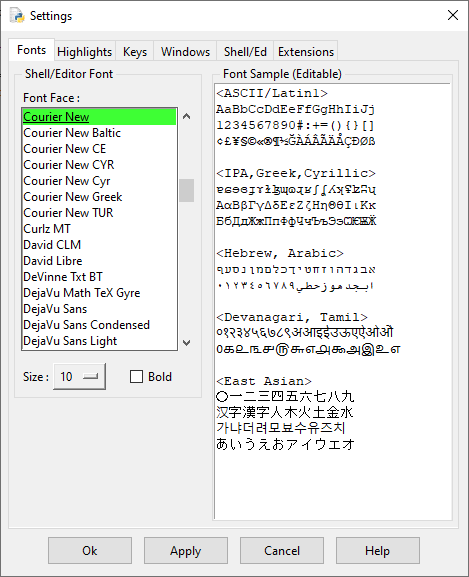 Settings
Fonts Highlights Keys Windows Shell/Ed Extensions
Shell/Editor Font
Font Face :
Courier New
Courier New Baltic
Courier New CE
Courier New CYR
Courier New Cyr
Courier New Greek
Courier New TUR
Curlz MT
David CLM
David Libre
DeVinne Txt BT
DejaVu Math TeX Gyre
DejaVu Sans
DejaVu Sans Condensed
DejaVu Sans Light
Size : 10 Bold
Font Sample (Editable)
<ASCII/Latin1>
AaBbCcDdEeFfGgHhIiJj
1234567890#:+=(){}[]
¢£¥§©«®¶½ĞÀÁÂÃÄÅÇÐØß
<IPA,Greek,Cyrillic>
ɐɕɘɞɟɤɫɮɰɷɻʁʃʆʎʞʢʫʭʯ
ΑαΒβΓγΔδΕεΖζΗηΘθΙιΚκ
БбДдЖжПпФфЧчЪъЭэѠѤѬӜ
<Hebrew, Arabic>
אבגדהוזחטיךכלםמןנסעף
ابجدهوزحطي٠١٢٣٤٥٦٧٨٩
<Devanagari, Tamil>
०१२३४५६७८९अआइईउऊएऐओऔ
௦௧௨௩௪௫௬௭௮௯அஇஉஎ
<East Asian>
〇一二三四五六七八九
汉字漢字人木火土金水
가냐더려모뵤수유즈치
あいうえおアイウエオ
Ok Apply Cancel Help